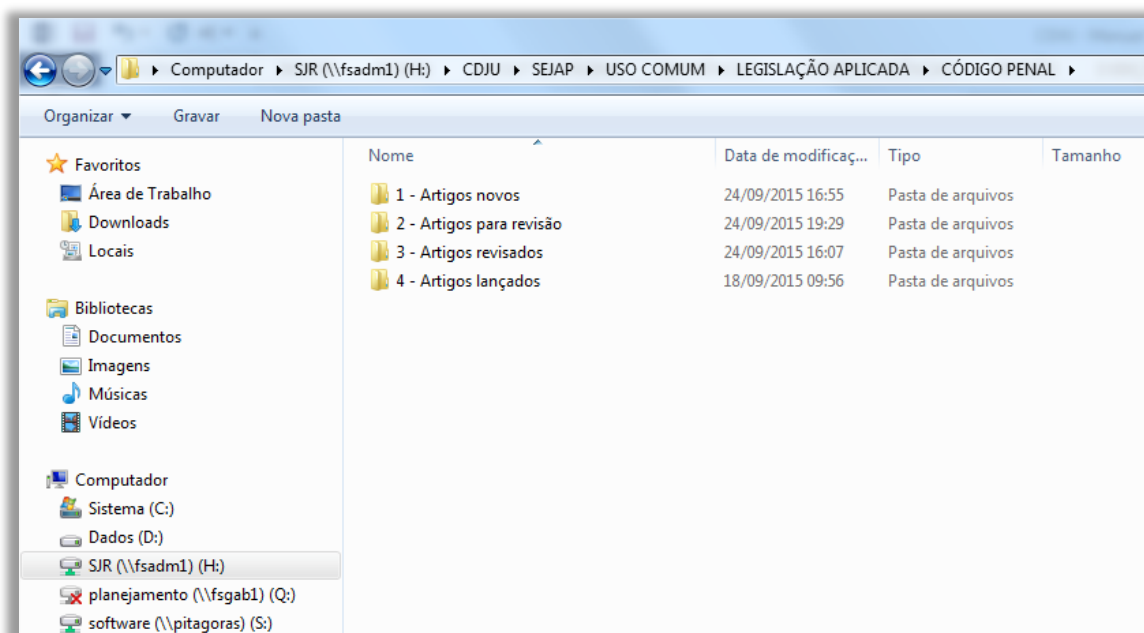 Computador SJR (\\fsadm1) (H:) CDJU SEJAP USO COMUM LEGISLAÇÃO APLICADA CÓDIGO PENAL
Organizar Gravar Nova pasta
Favoritos
Área de Trabalho
Downloads
Locais
Bibliotecas
Documentos
Imagens
Músicas
Vídeos
Computador
Sistema (C:)
Dados (D:)
SJR (\\fsadm1) (H:)
planejamento (\\fsgab1) (Q:)
software (\\pitagoras) (S:)
Nome Data de modificaç... Tipo Tamanho
1 - Artigos novos 24/09/2015 16:55 Pasta de arquivos
2 - Artigos para revisão 24/09/2015 19:29 Pasta de arquivos
3 - Artigos revisados 24/09/2015 16:07 Pasta de arquivos
4 - Artigos lançados 18/09/2015 09:56 Pasta de arquivos